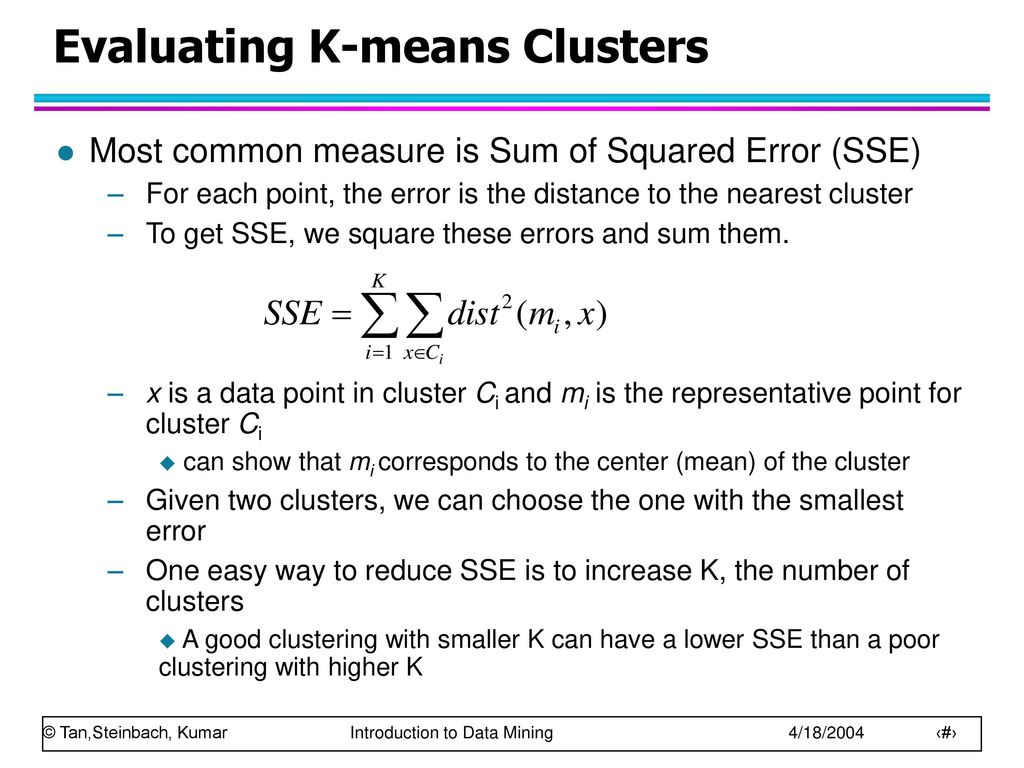 Evaluating K-means Clusters
● Most common measure is Sum of Squared Error (SSE)
– For each point, the error is the distance to the nearest cluster
– To get SSE, we square these errors and sum them.
K
SSE = ∑ ∑ dist² (mᵢ , x)
i=1 x∈Cᵢ
– x is a data point in cluster Cᵢ and mᵢ is the representative point for
cluster Cᵢ
◆ can show that mᵢ corresponds to the center (mean) of the cluster
– Given two clusters, we can choose the one with the smallest
error
– One easy way to reduce SSE is to increase K, the number of
clusters
◆ A good clustering with smaller K can have a lower SSE than a poor
clustering with higher K
© Tan,Steinbach, Kumar Introduction to Data Mining 4/18/2004 ‹#›